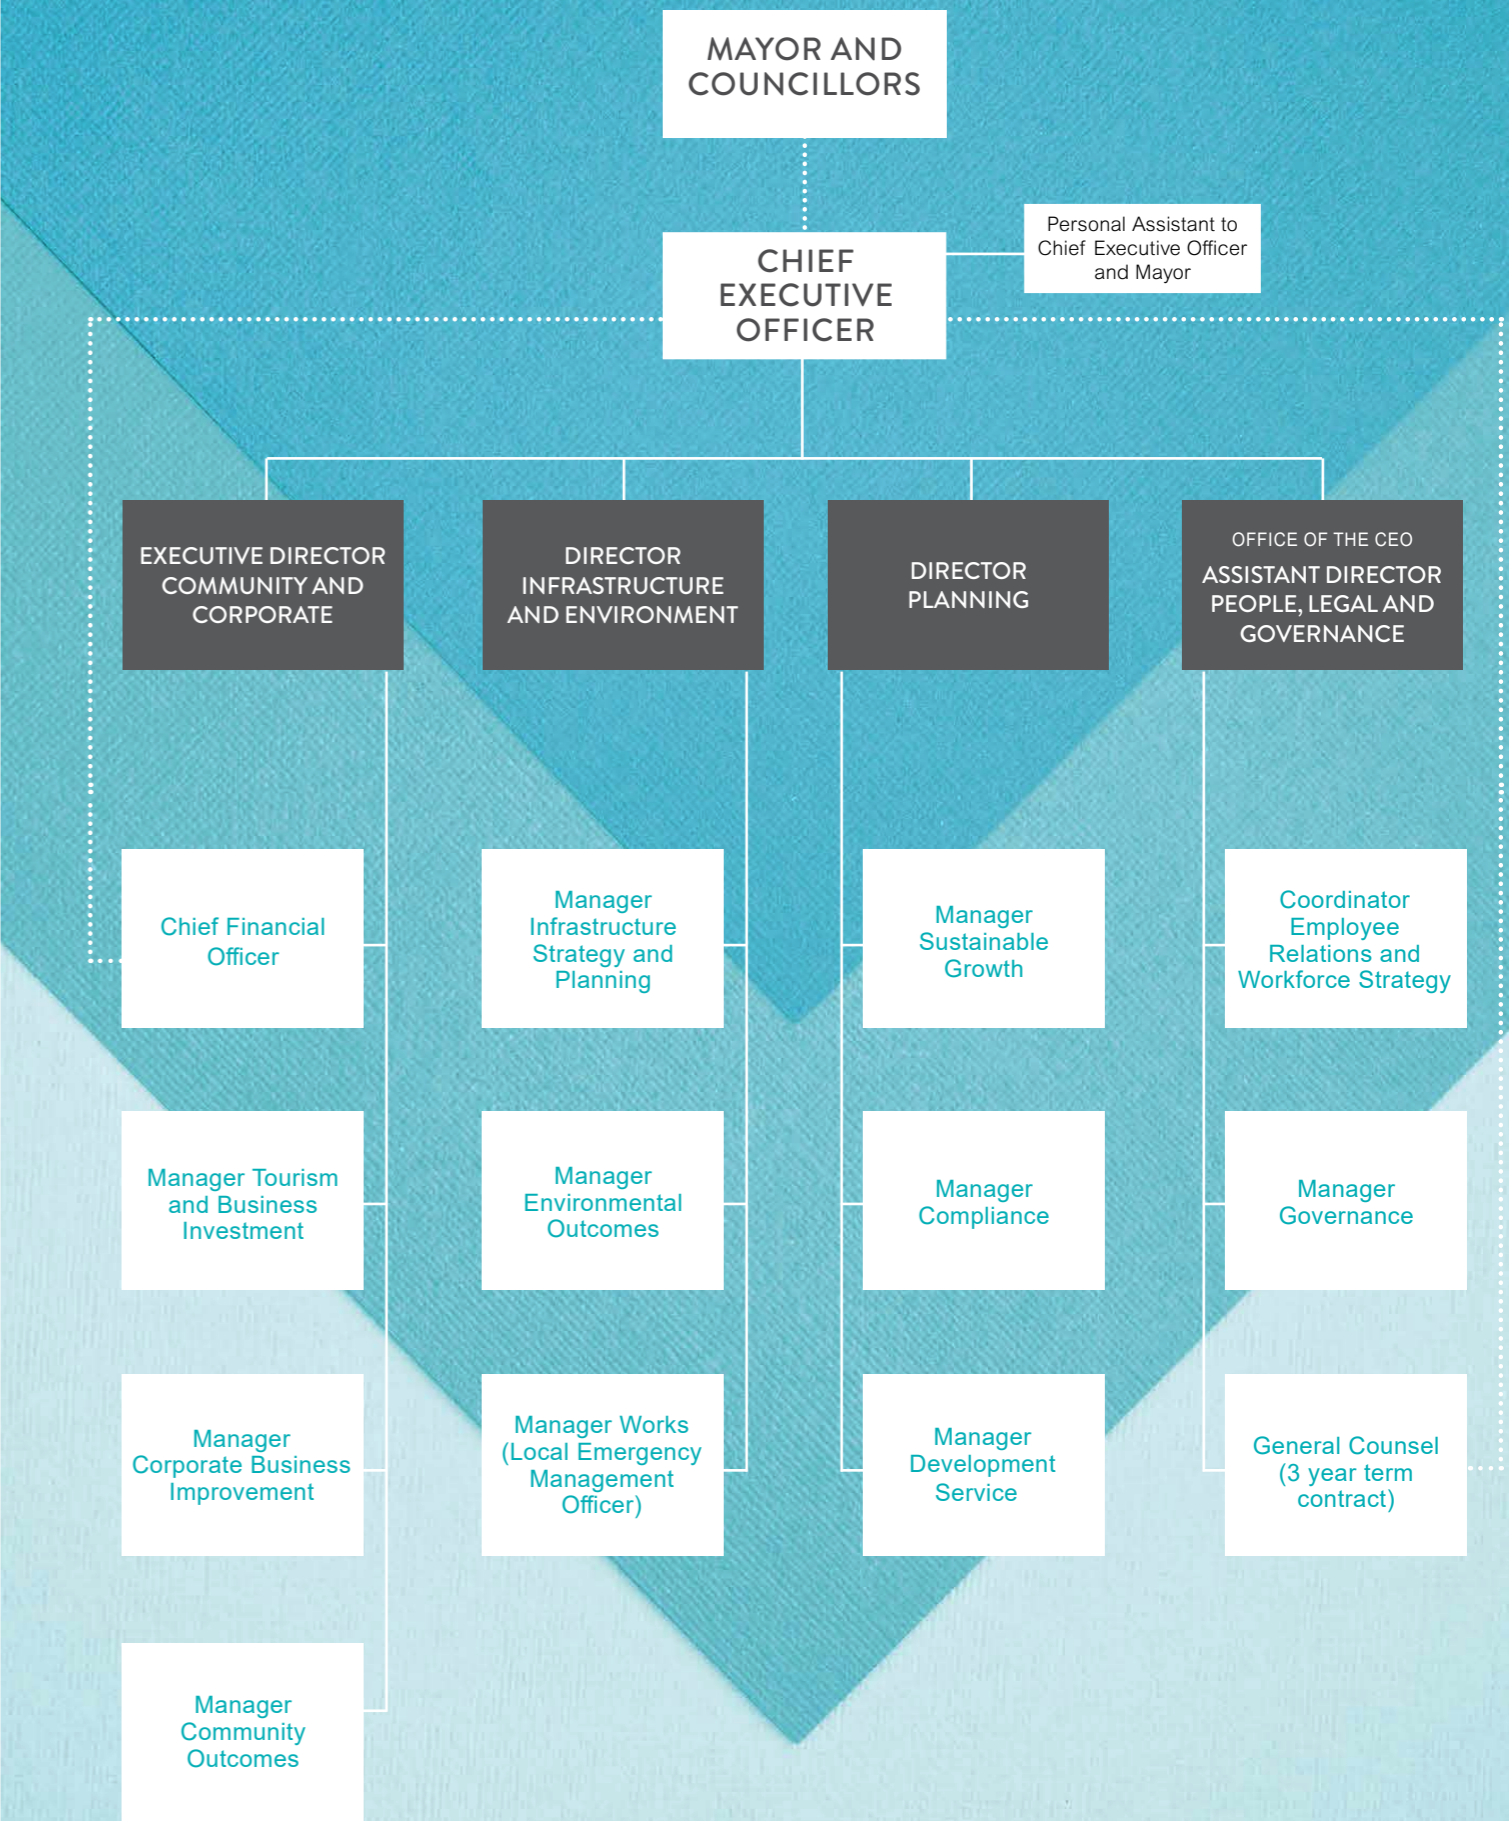 MAYOR AND
COUNCILLORS
Personal Assistant to
Chief Executive Officer
and Mayor
CHIEF
EXECUTIVE
OFFICER
EXECUTIVE DIRECTOR
COMMUNITY AND
CORPORATE
DIRECTOR
INFRASTRUCTURE
AND ENVIRONMENT
DIRECTOR
PLANNING
OFFICE OF THE CEO
ASSISTANT DIRECTOR
PEOPLE, LEGAL AND
GOVERNANCE
Chief Financial
Officer
Manager
Infrastructure
Strategy and
Planning
Manager
Sustainable
Growth
Coordinator
Employee
Relations and
Workforce Strategy
Manager Tourism
and Business
Investment
Manager
Environmental
Outcomes
Manager
Compliance
Manager
Governance
Manager
Corporate Business
Improvement
Manager Works
(Local Emergency
Management
Officer)
Manager
Development
Service
General Counsel
(3 year term
contract)
Manager
Community
Outcomes